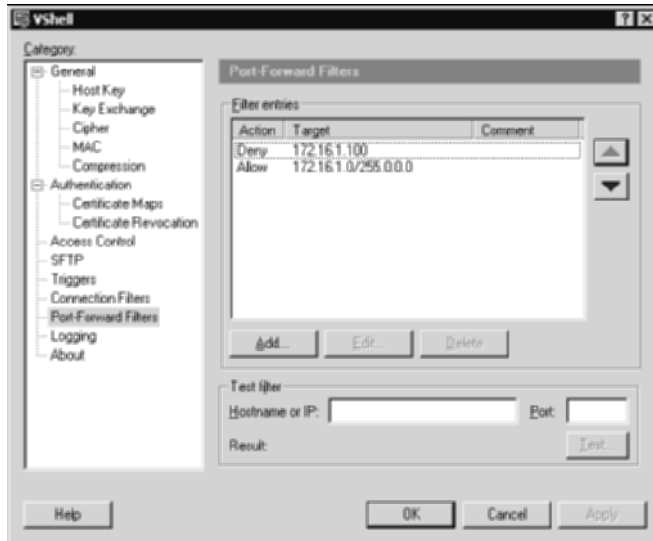 VShell
Category:
General
Host Key
Key Exchange
Cipher
MAC
Compression
Authentication
Certificate Maps
Certificate Revocation
Access Control
SFTP
Triggers
Connection Filters
Port-Forward Filters
Logging
About
Port-Forward Filters
Filter entries
Action Target Comment
Deny 172.16.1.100
Allow 172.16.1.0/255.0.0.0
Add... Edit... Delete
Test filter
Hostname or IP: Port:
Result: Test...
Help OK Cancel Apply